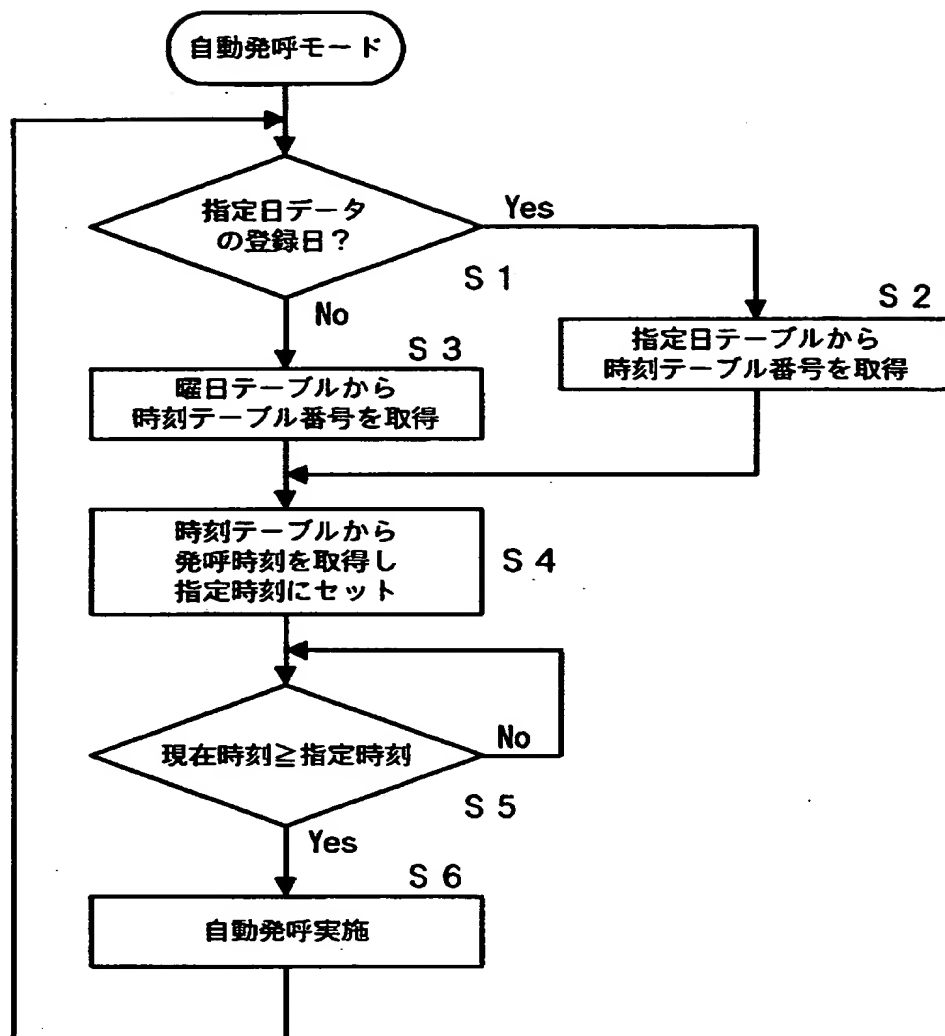 自動発呼モード
指定日データ
の登録日？
Yes
S 1
No
S 2
指定日テーブルから
時刻テーブル番号を取得
S 3
曜日テーブルから
時刻テーブル番号を取得
時刻テーブルから
発呼時刻を取得し
指定時刻にセット
S 4
現在時刻≧指定時刻
No
S 5
Yes
S 6
自動発呼実施